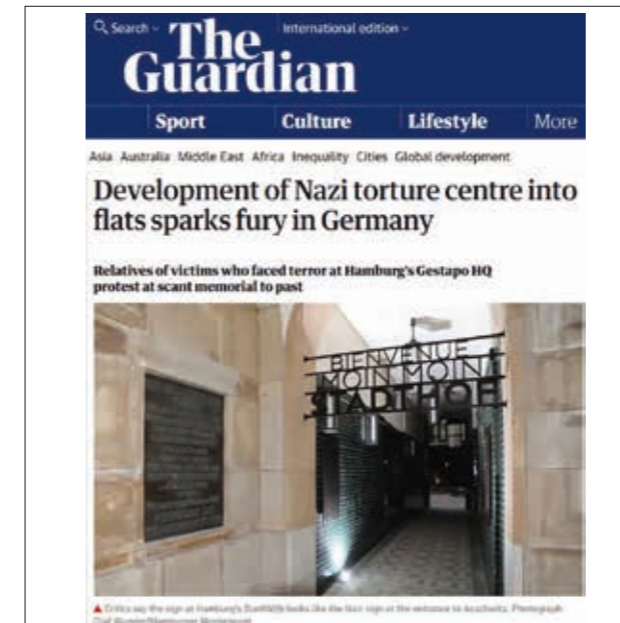 Search
The
International edition
Guardian
Sport Culture Lifestyle More
Asia Australia Middle East Africa Inequality Cities Global development
Development of Nazi torture centre into
flats sparks fury in Germany
Relatives of victims who faced terror at Hamburg's Gestapo HQ
protest at scant memorial to past
BIENVENUE
MOIN MOIN
STADTHOF
Critics say the sign at Hamburg's Stadthöfe looks like the Nazi sign at the entrance to Auschwitz. Photograph: